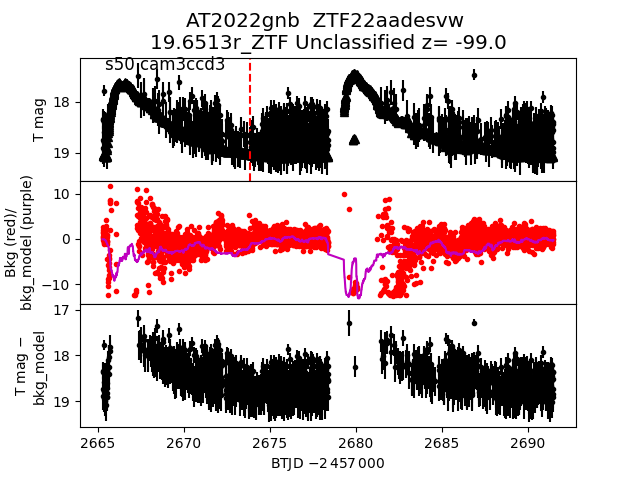 AT2022gnb  ZTF22aadesvw
19.6513r_ZTF Unclassified z= -99.0
s50 cam3ccd3
T mag
18
19
Bkg (red)/
bkg_model (purple)
10
0
−10
T mag −
bkg_model
17
18
19
2665
2670
2675
2680
2685
2690
BTJD −2 457 000